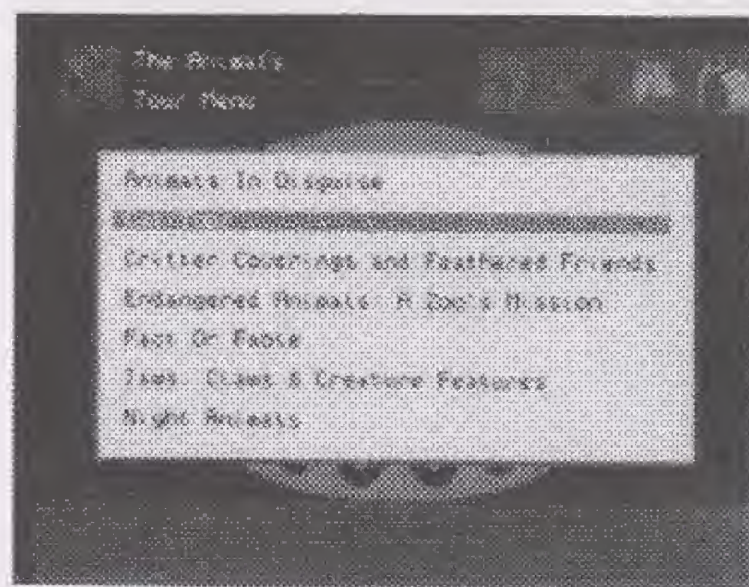 The Animals
Tour Menu
Animals In Disguise
Critter Coverings and Feathered Friends
Endangered Animals A Zoo's Mission
Fact Or Fable
Jaws, Claws & Creature Features
Night Animals